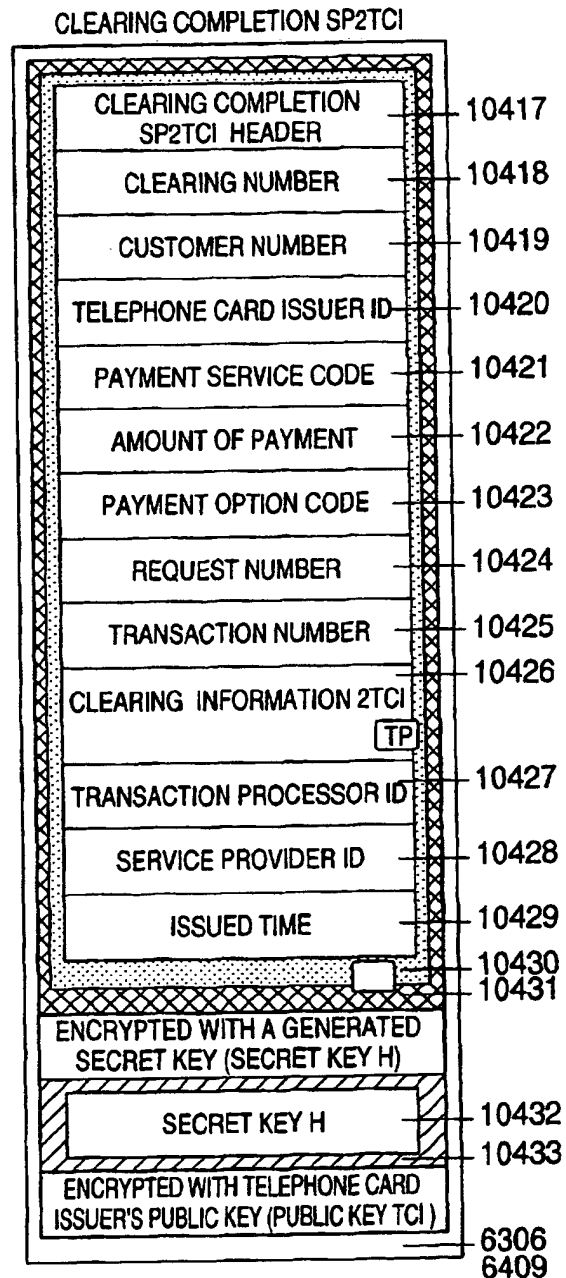 CLEARING COMPLETION SP2TCI
CLEARING COMPLETION
SP2TCI HEADER
10417
CLEARING NUMBER
10418
CUSTOMER NUMBER
10419
TELEPHONE CARD ISSUER ID
10420
PAYMENT SERVICE CODE
10421
AMOUNT OF PAYMENT
10422
PAYMENT OPTION CODE
10423
REQUEST NUMBER
10424
TRANSACTION NUMBER
10425
10426
CLEARING INFORMATION 2TCI
TP
TRANSACTION PROCESSOR ID
10427
SERVICE PROVIDER ID
10428
ISSUED TIME
10429
10430
10431
ENCRYPTED WITH A GENERATED
SECRET KEY (SECRET KEY H)
SECRET KEY H
10432
10433
ENCRYPTED WITH TELEPHONE CARD
ISSUER'S PUBLIC KEY (PUBLIC KEY TCI )
6306
6409